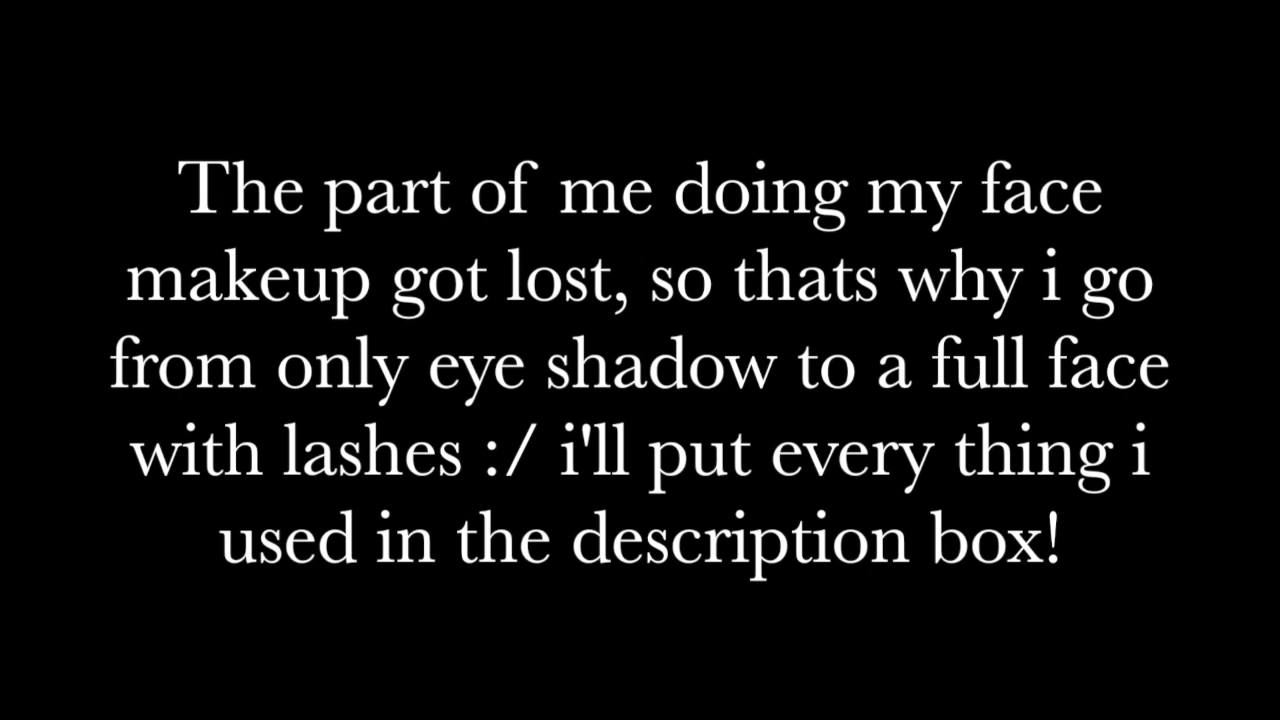 The part of me doing my face
makeup got lost, so thats why i go
from only eye shadow to a full face
with lashes :/ i'll put every thing i
used in the description box!